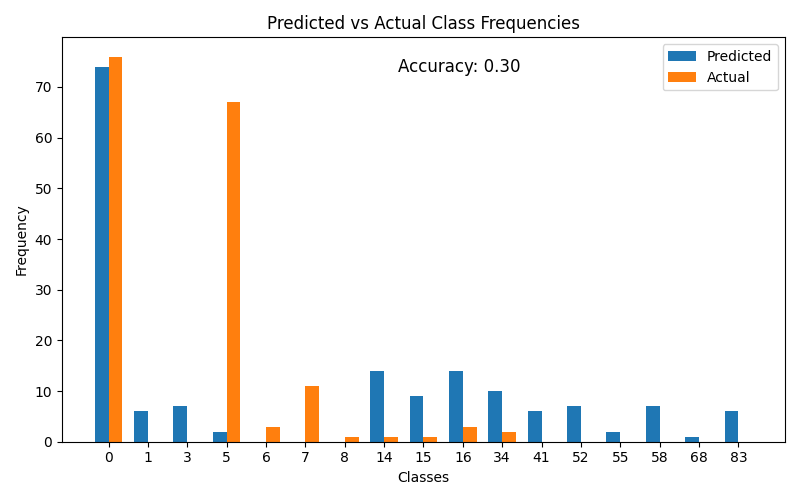 Predicted vs Actual Class Frequencies
Accuracy: 0.30
Predicted
Actual
Frequency
70
60
50
40
30
20
10
0
0 1 3 5 6 7 8 14 15 16 34 41 52 55 58 68 83
Classes